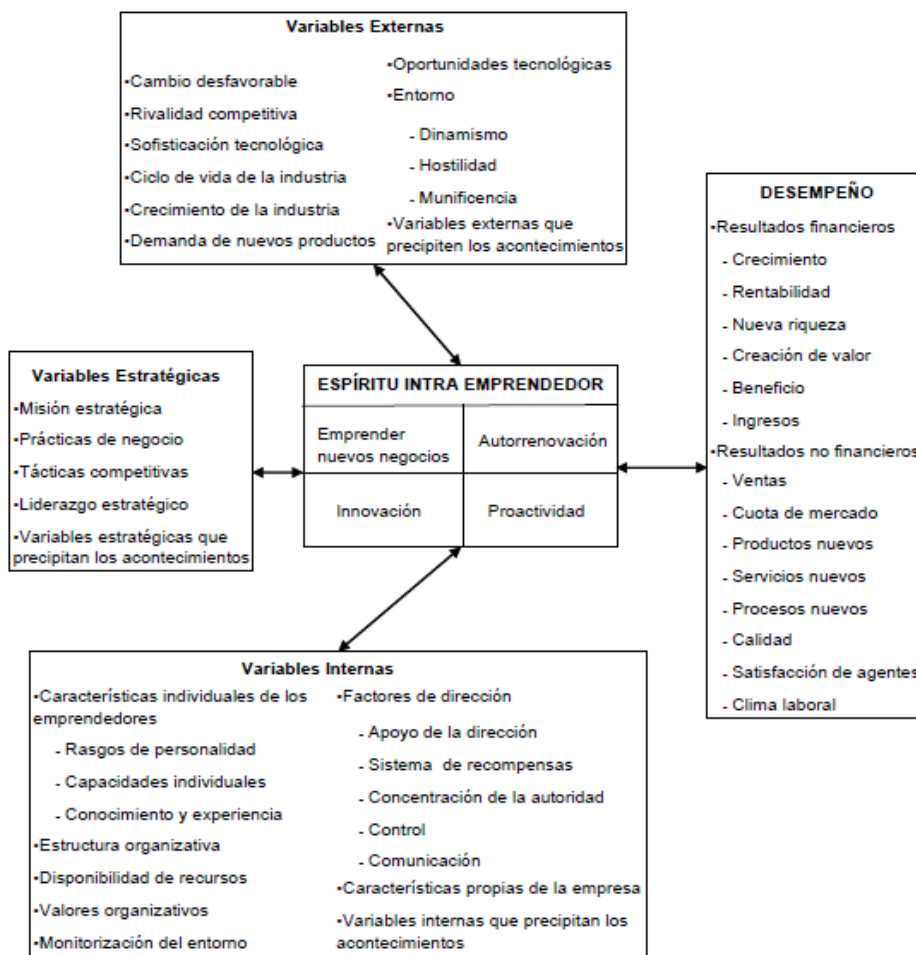 Variables Externas
•Cambio desfavorable
•Rivalidad competitiva
•Sofisticación tecnológica
•Ciclo de vida de la industria
•Crecimiento de la industria
•Demanda de nuevos productos
•Oportunidades tecnológicas
•Entorno
- Dinamismo
- Hostilidad
- Munificencia
•Variables externas que
precipiten los acontecimientos
Variables Estratégicas
•Misión estratégica
•Prácticas de negocio
•Tácticas competitivas
•Liderazgo estratégico
•Variables estratégicas que
precipitan los acontecimientos
ESPÍRITU INTRA EMPRENDEDOR
Emprender
nuevos negocios
Autorrenovación
Innovación
Proactividad
DESEMPEÑO
•Resultados financieros
- Crecimiento
- Rentabilidad
- Nueva riqueza
- Creación de valor
- Beneficio
- Ingresos
•Resultados no financieros
- Ventas
- Cuota de mercado
- Productos nuevos
- Servicios nuevos
- Procesos nuevos
- Calidad
- Satisfacción de agentes
- Clima laboral
Variables Internas
•Características individuales de los
emprendedores
- Rasgos de personalidad
- Capacidades individuales
- Conocimiento y experiencia
•Estructura organizativa
•Disponibilidad de recursos
•Valores organizativos
•Monitorización del entorno
•Factores de dirección
- Apoyo de la dirección
- Sistema de recompensas
- Concentración de la autoridad
- Control
- Comunicación
•Características propias de la empresa
•Variables internas que precipitan los
acontecimientos